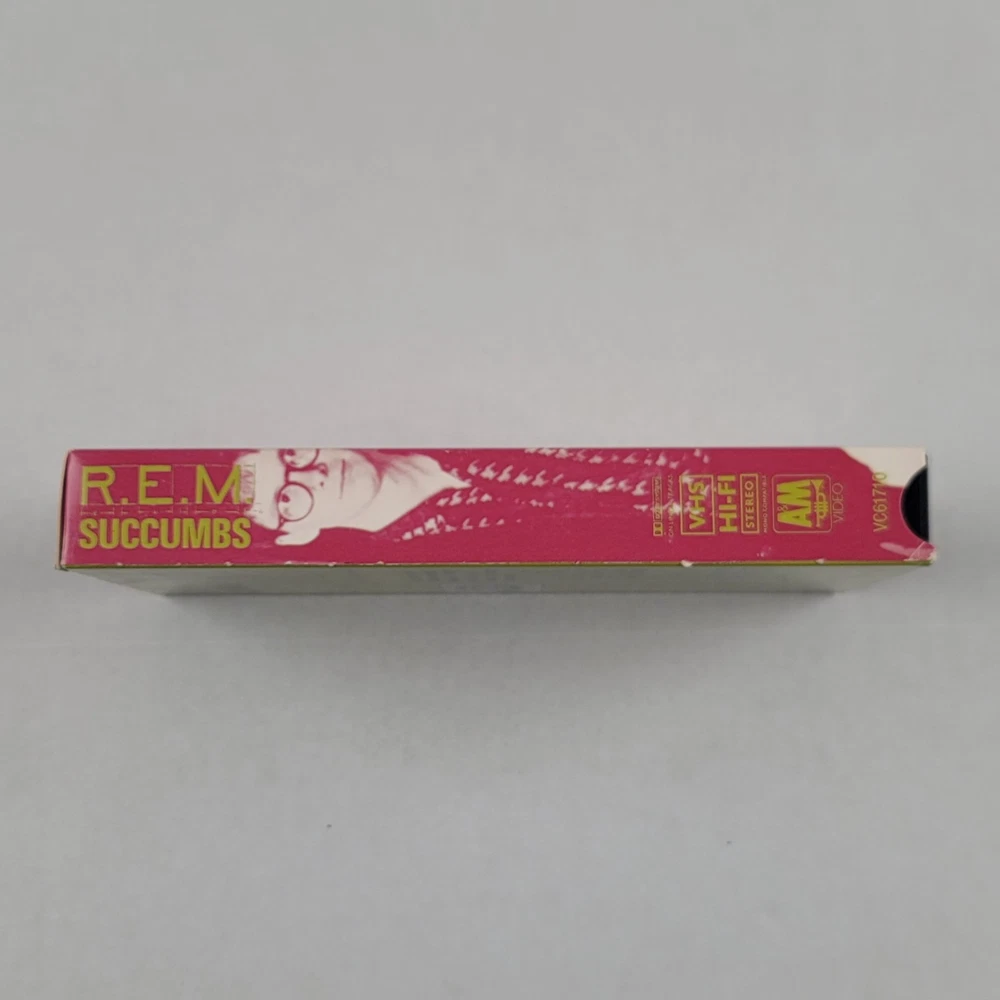 R.E.M.
SUCCUMBS
VHS
HI-FI
STEREO
A&M
VIDEO